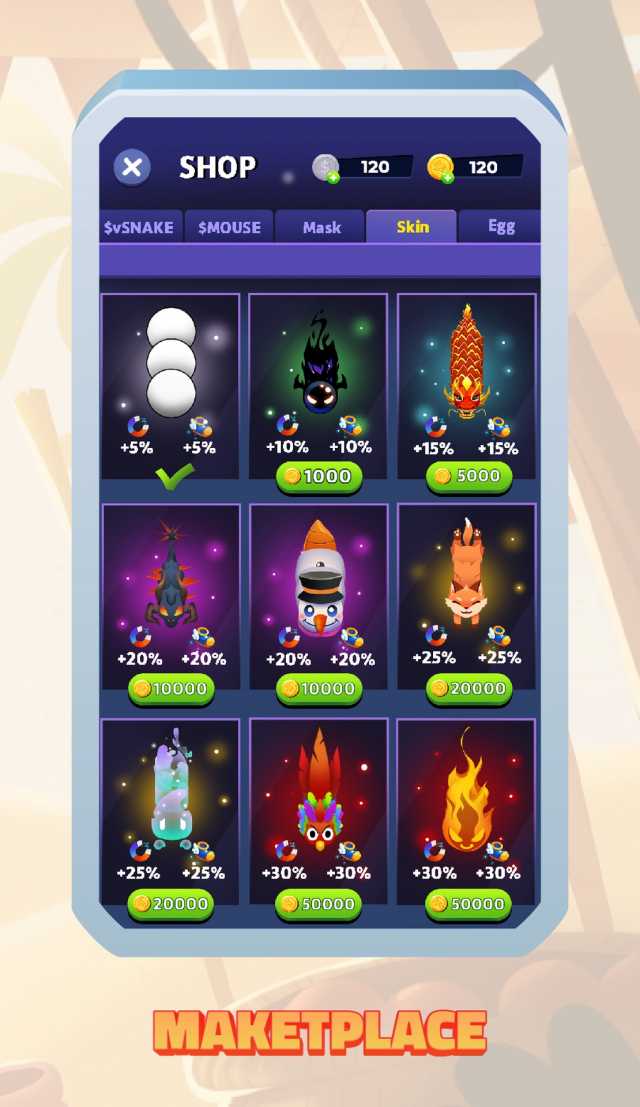 SHOP 120 120
$vSNAKE $MOUSE Mask Skin Egg
+5% +5% +10% +10% +15% +15%
1000 5000
+20% +20% +20% +20% +25% +25%
10000 10000 20000
+25% +25% +30% +30% +30% +30%
20000 50000 50000
MAKETPLACE